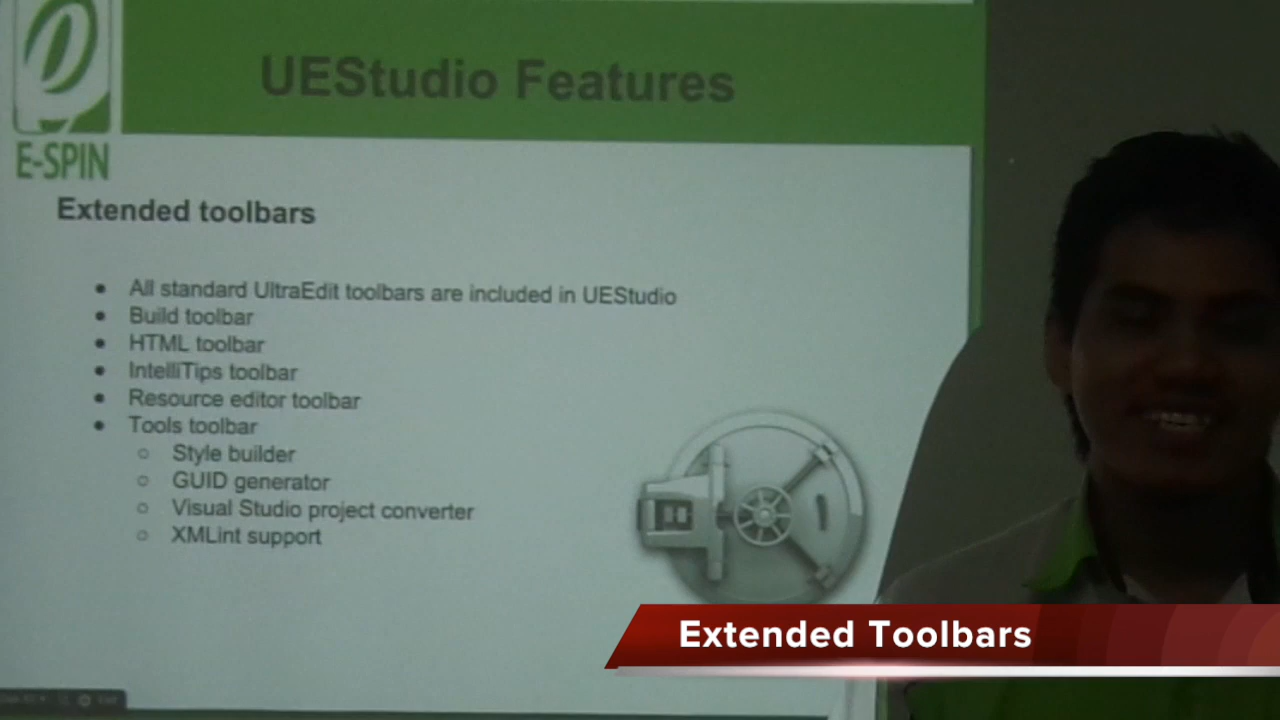 UEStudio Features
E-SPIN
Extended toolbars
All standard UltraEdit toolbars are included in UEStudio
Build toolbar
HTML toolbar
IntelliTips toolbar
Resource editor toolbar
Tools toolbar
Style builder
GUID generator
Visual Studio project converter
XMLint support
Extended Toolbars